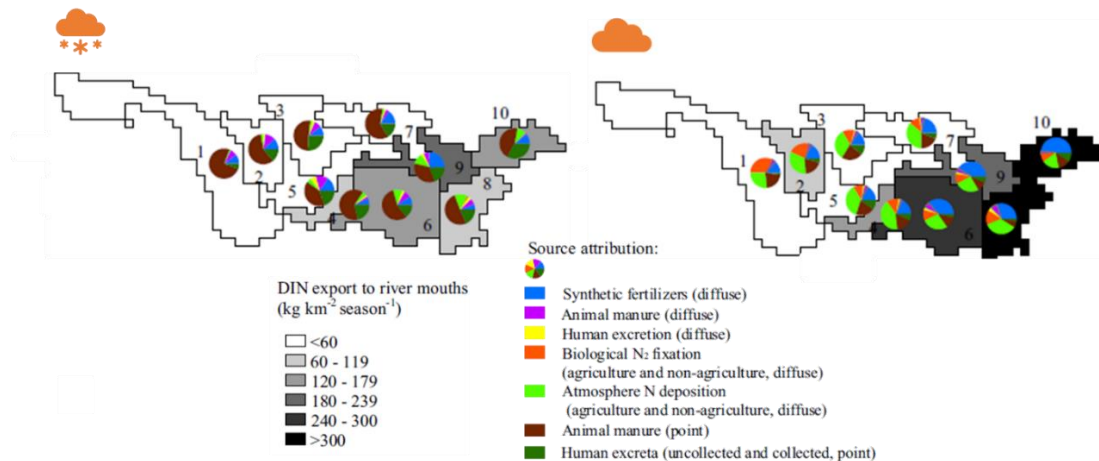 10
3
1
7
2
9
5
8
4
6
10
3
1
7
2
9
5
8
4
6
Source attribution:
DIN export to river mouths
(kg km-2 season-1)
<60
60 - 119
120 - 179
180 - 239
240 - 300
>300
Synthetic fertilizers (diffuse)
Animal manure (diffuse)
Human excretion (diffuse)
Biological N2 fixation
(agriculture and non-agriculture, diffuse)
Atmosphere N deposition
(agriculture and non-agriculture, diffuse)
Animal manure (point)
Human excreta (uncollected and collected, point)